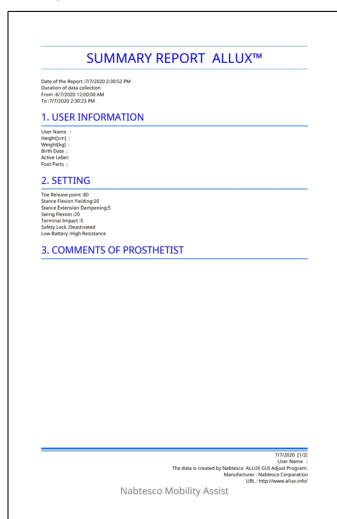 SUMMARY REPORT ALLUX™
Date of the Report :7/7/2020 2:30:52 PM
Duration of data collection
From :6/7/2020 12:00:00 AM
To :7/7/2020 2:30:23 PM
1. USER INFORMATION
User Name :
Height[cm] :
Weight[kg] :
Birth Date :
Active Lebel:
Foot Parts :
2. SETTING
Toe Release point :80
Stance Flexion Yielding:20
Stance Extension Dampening:5
Swing Flexion :20
Terminal Impact :5
Safety Lock :Deactivated
Low Battery :High Resistance
3. COMMENTS OF PROSTHETIST
7/7/2020 [1/2]
User Name :
The data is created by Nabtesco ALLUX GUI Adjust Program.
Manufacturer : Nabtesco Corporation
URL : http://www.allux.info/
Nabtesco Mobility Assist